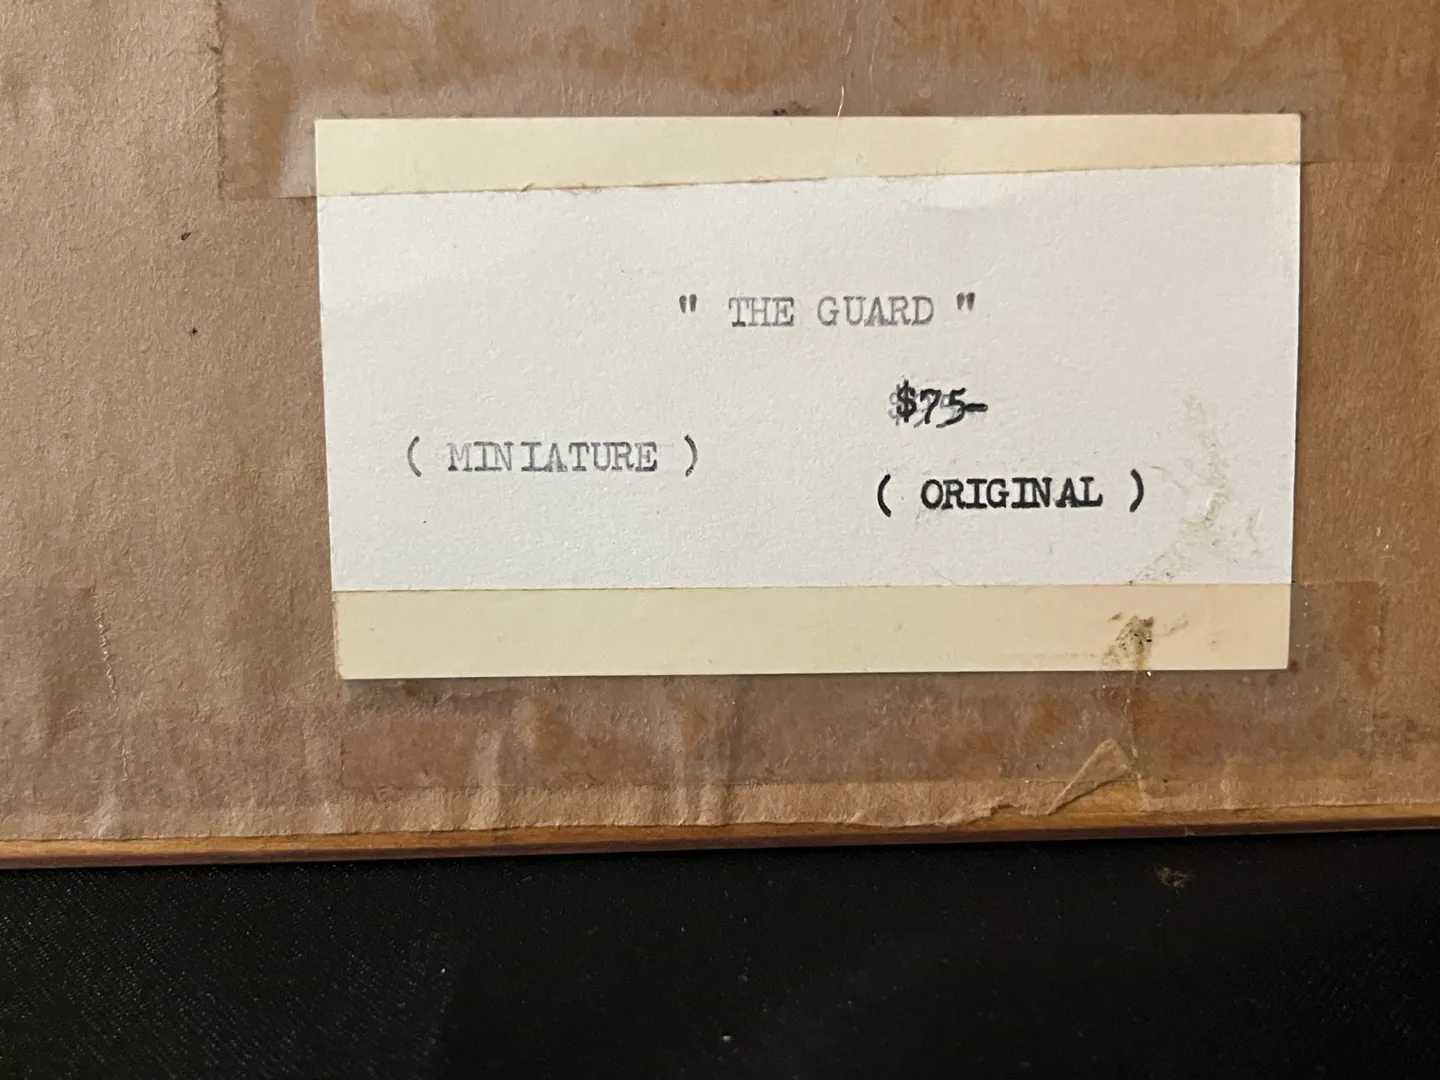 " THE GUARD "
$75-
( MINIATURE )
( ORIGINAL )